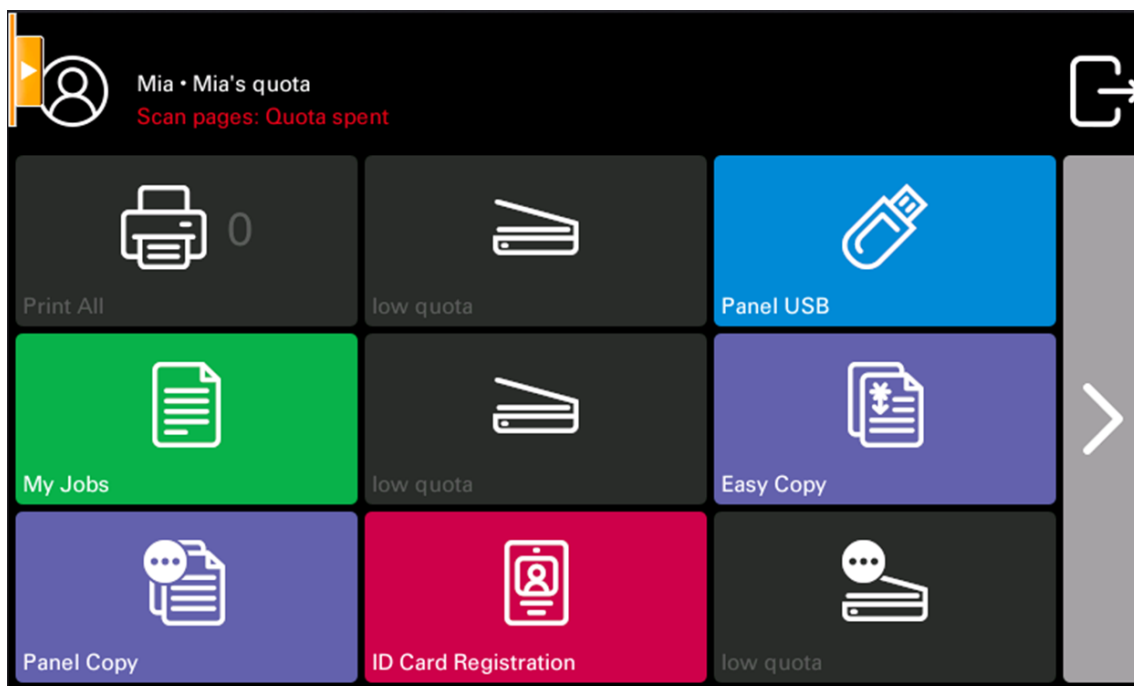 Mia • Mia's quota
Scan pages: Quota spent
0
Print All
low quota
Panel USB
My Jobs
low quota
Easy Copy
Panel Copy
ID Card Registration
low quota